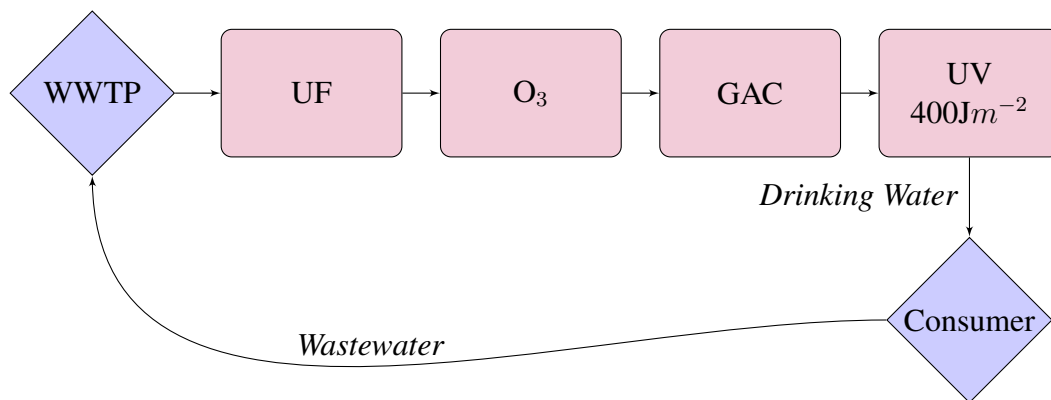 WWTP
UF
O₃
GAC
UV
400Jm⁻²
Drinking Water
Consumer
Wastewater